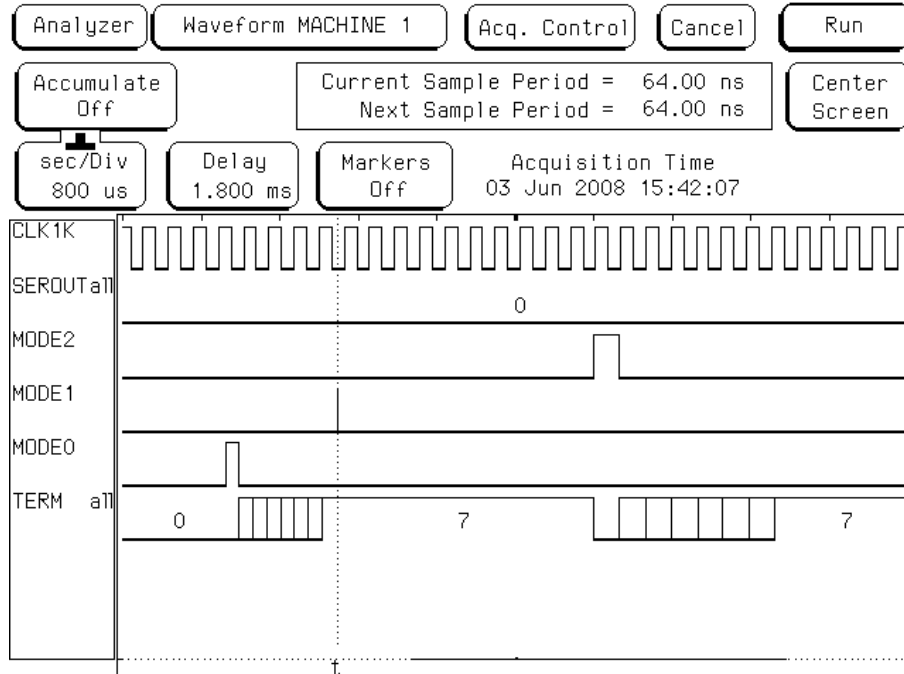 Analyzer Waveform MACHINE 1 Acq. Control Cancel Run
Accumulate Off
Current Sample Period = 64.00 ns
Next Sample Period = 64.00 ns
Center Screen
sec/Div 800 us
Delay 1.800 ms
Markers Off
Acquisition Time
03 Jun 2008 15:42:07
CLK1K
SEROUTall 0
MODE2
MODE1
MODE0
TERM all 0 7 7